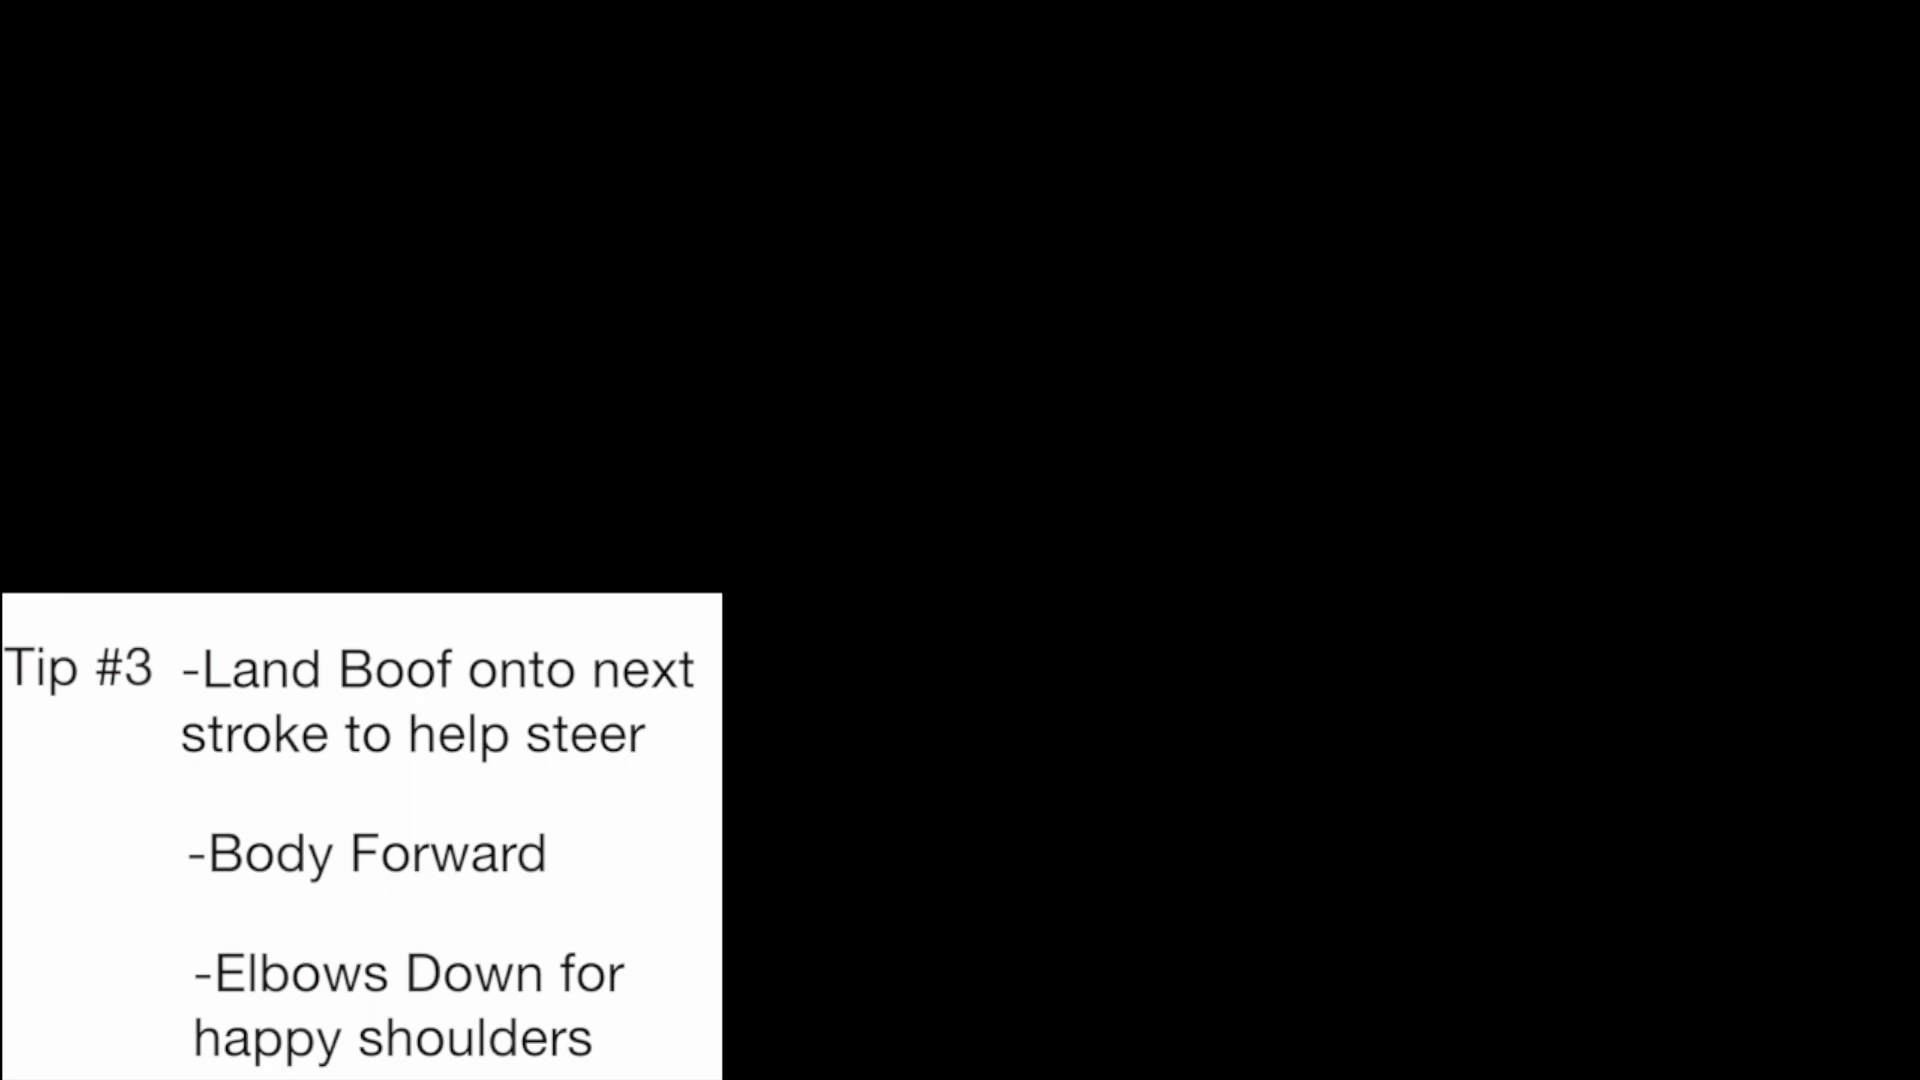 Tip #3 -Land Boof onto next
stroke to help steer
-Body Forward
-Elbows Down for
happy shoulders